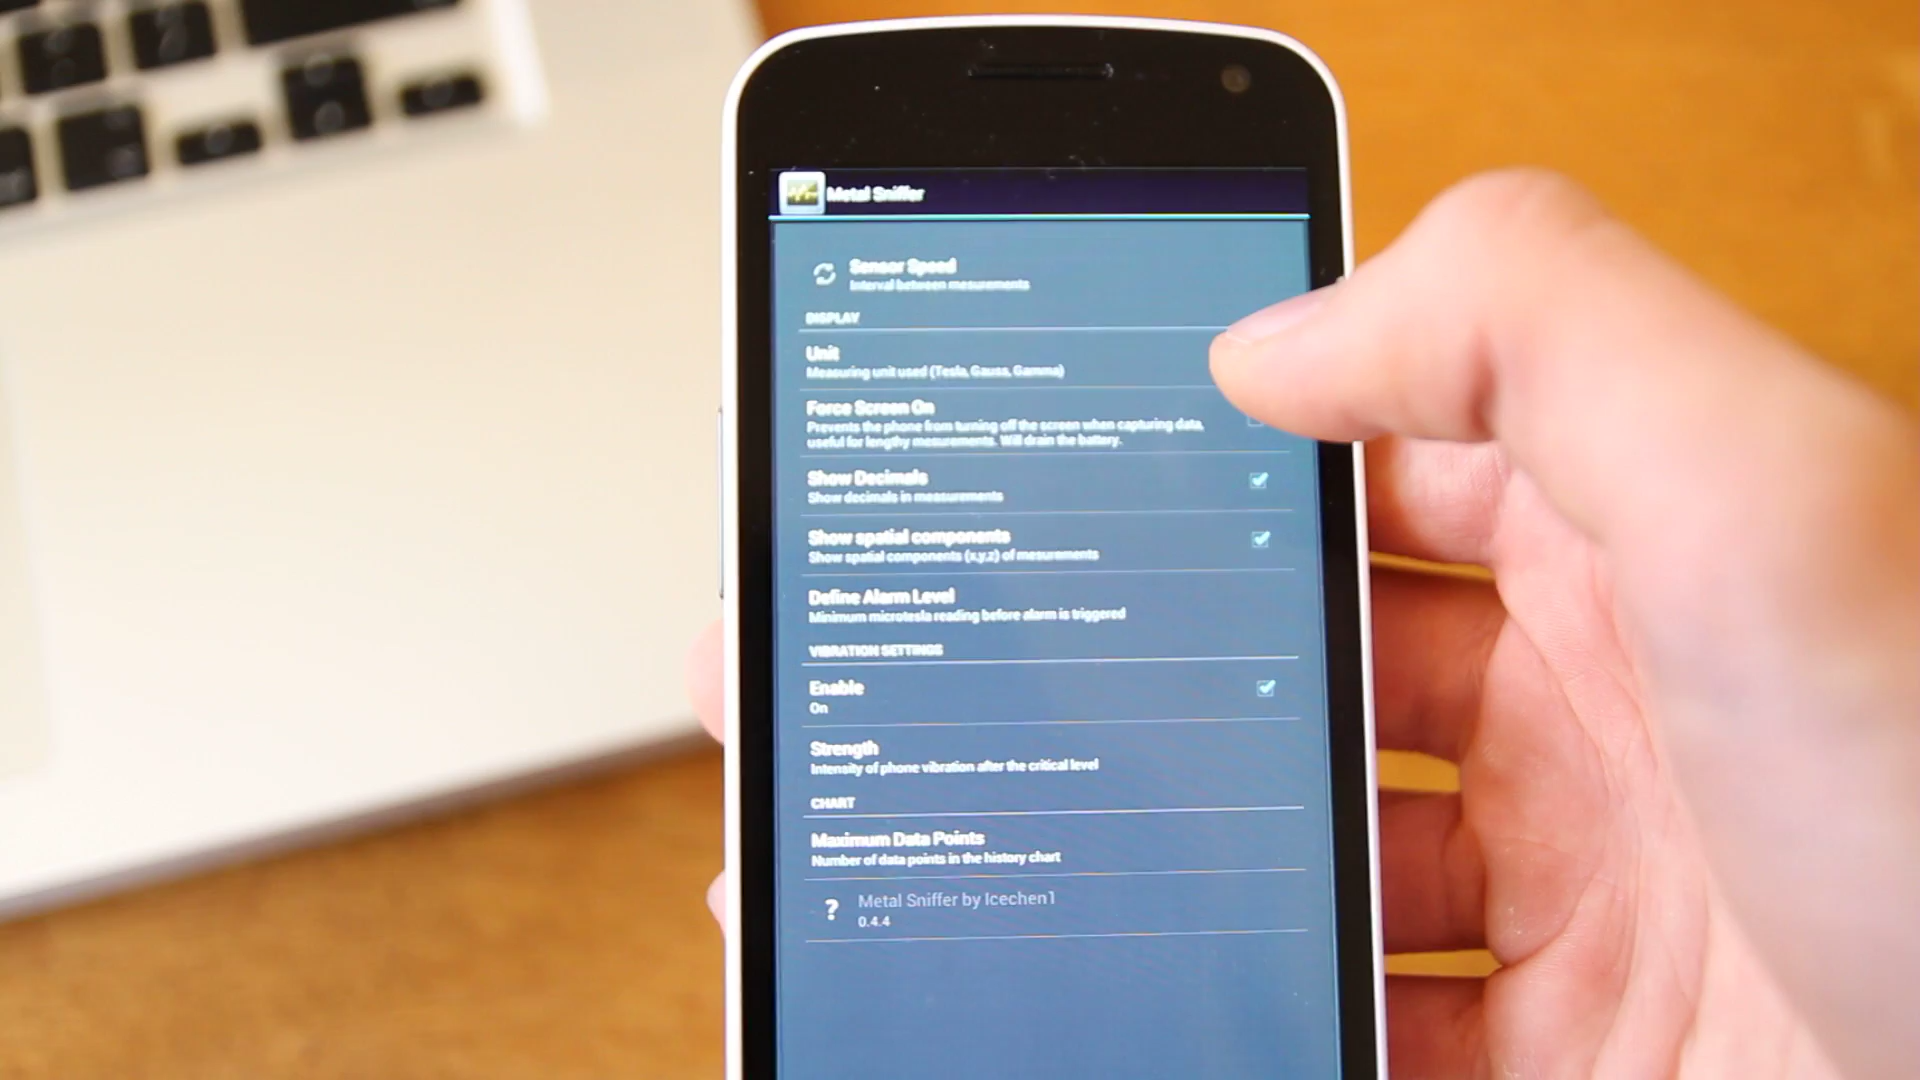 Metal Sniffer
Sensor Speed
Interval between mesurements
DISPLAY
Unit
Measuring unit used (Tesla, Gauss, Gamma)
Force Screen On
Prevents the phone from turning off the screen when capturing data,
useful for lengthy mesurements. Will drain the battery.
Show Decimals
Show decimals in measurements
Show spatial components
Show spatial components (x,y,z) of mesurements
Define Alarm Level
Minimum microtesla reading before alarm is triggered
VIBRATION SETTINGS
Enable
On
Strength
Intensity of phone vibration after the critical level
CHART
Maximum Data Points
Number of data points in the history chart
? Metal Sniffer by Icechen1
0.4.4